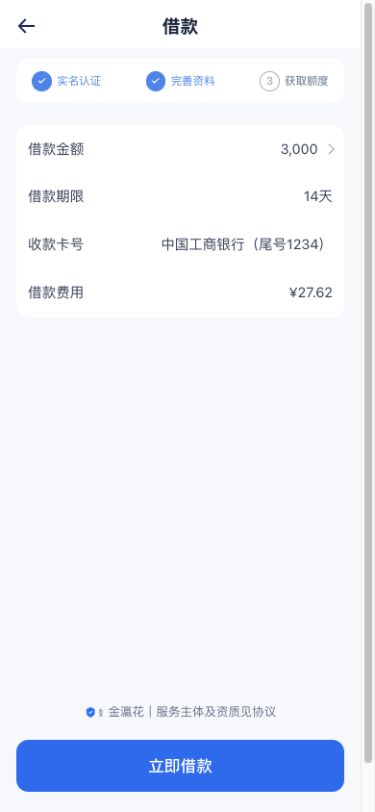 借款
实名认证
完善资料
3 获取额度
借款金额 3,000
借款期限 14天
收款卡号 中国工商银行（尾号1234）
借款费用 ¥27.62
金瀛花｜服务主体及资质见协议
立即借款